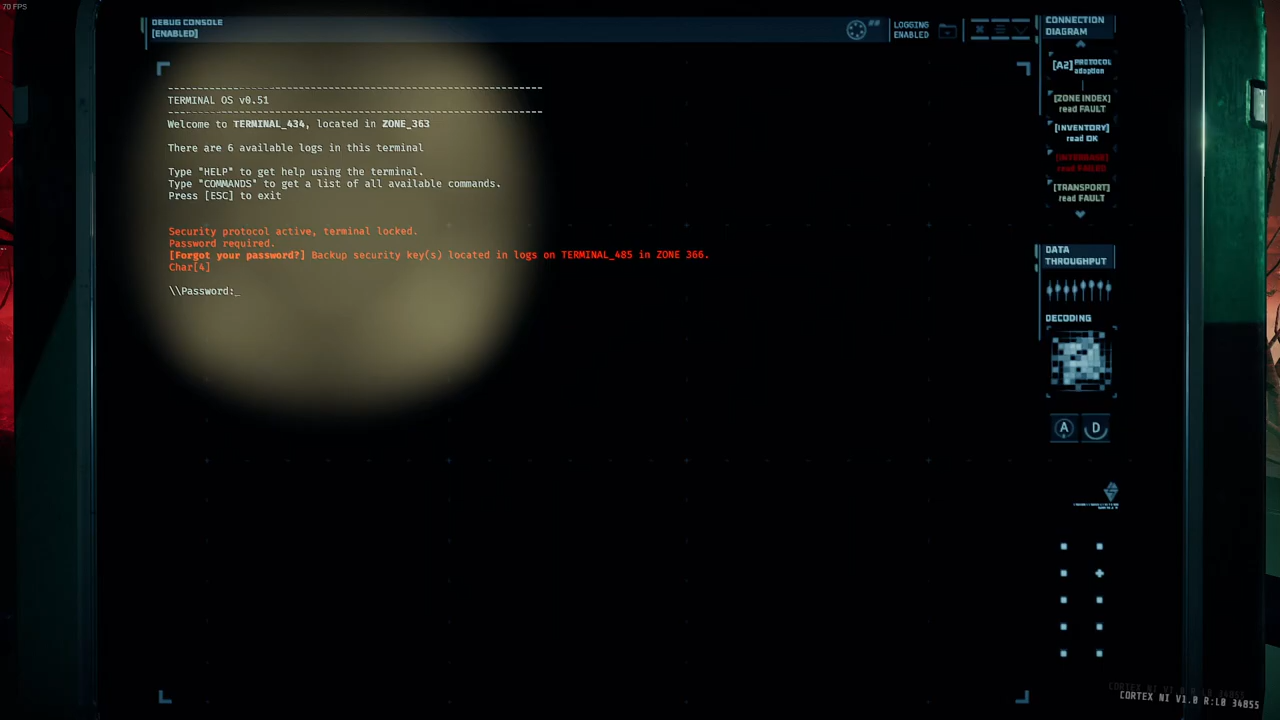 70 FPS
DEBUG CONSOLE
[ENABLED]
LOGGING
ENABLED
CONNECTION
DIAGRAM
[A2] PROTOCOL
adaption
[ZONE INDEX]
read FAULT
[INVENTORY]
read OK
read FAILED
[TRANSPORT]
read FAULT
DATA
THROUGHPUT
DECODING
A D
--------------------------------------------------------------
TERMINAL OS v0.51
--------------------------------------------------------------
Welcome to TERMINAL_434, located in ZONE_363
There are 6 available logs in this terminal
Type "HELP" to get help using the terminal.
Type "COMMANDS" to get a list of all available commands.
Press [ESC] to exit
Security protocol active, terminal locked.
Password required.
[Forgot your password?] Backup security key(s) located in logs on TERMINAL_485 in ZONE 366.
Char[4]
\\Password:_
CORTEX NI V1.0 R:L0 34855